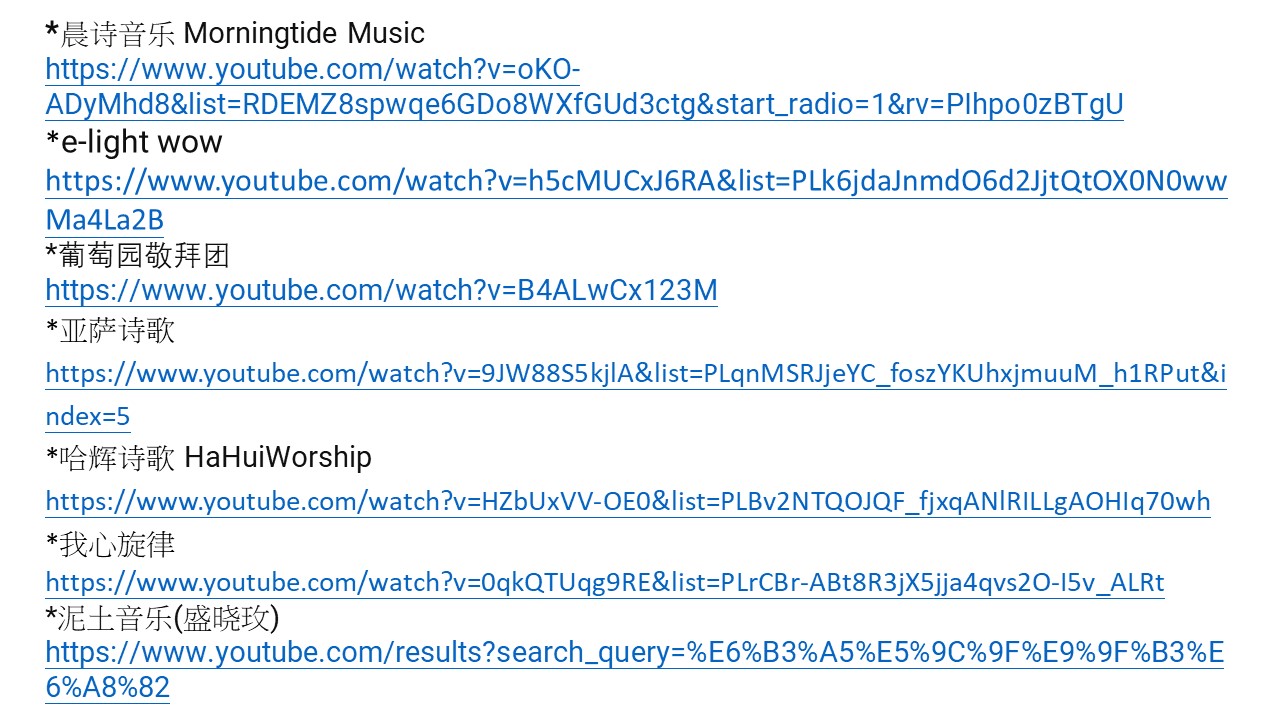 *晨诗音乐 Morningtide Music
https://www.youtube.com/watch?v=oKO-
ADyMhd8&list=RDEMZ8spwqe6GDo8WXfGUd3ctg&start_radio=1&rv=PIhpo0zBTgU
*e-light wow
https://www.youtube.com/watch?v=h5cMUCxJ6RA&list=PLk6jdaJnmdO6d2JjtQtOX0N0ww
Ma4La2B
*葡萄园敬拜团
https://www.youtube.com/watch?v=B4ALwCx123M
*亚萨诗歌
https://www.youtube.com/watch?v=9JW88S5kjlA&list=PLqnMSRJjeYC_foszYKUhxjmuuM_h1RPut&i
ndex=5
*哈辉诗歌 HaHuiWorship
https://www.youtube.com/watch?v=HZbUxVV-OE0&list=PLBv2NTQOJQF_fjxqANlRILLgAOHIq70wh
*我心旋律
https://www.youtube.com/watch?v=0qkQTUqg9RE&list=PLrCBr-ABt8R3jX5jja4qvs2O-I5v_ALRt
*泥土音乐(盛晓玫)
https://www.youtube.com/results?search_query=%E6%B3%A5%E5%9C%9F%E9%9F%B3%E
6%A8%82